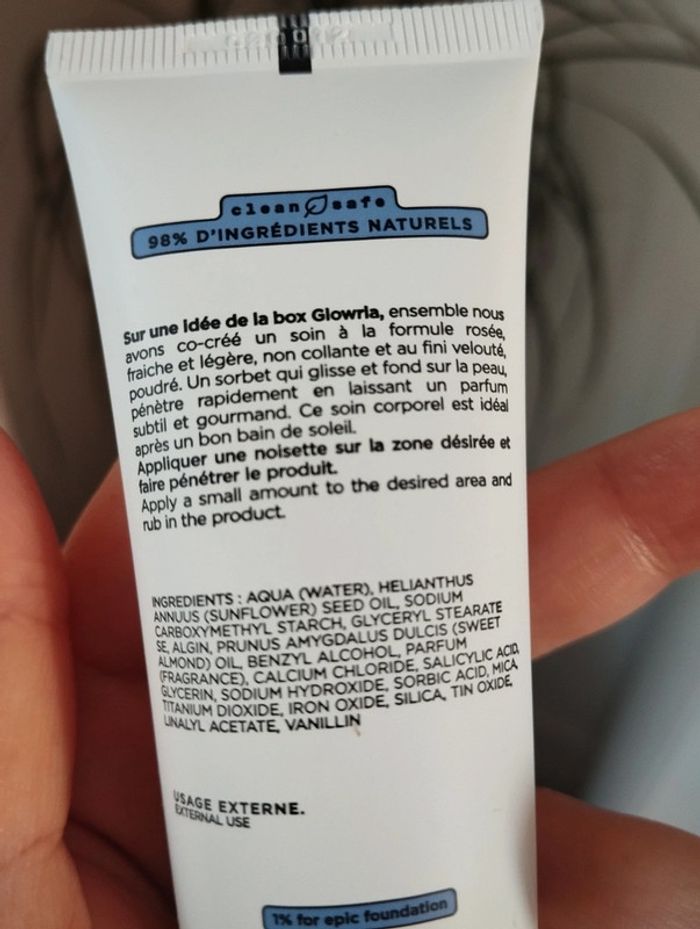 clean safe
98% D'INGRÉDIENTS NATURELS
Sur une idée de la box Glowria, ensemble nous
avons co-créé un soin à la formule rosée,
fraiche et légère, non collante et au fini velouté,
poudré. Un sorbet qui glisse et fond sur la peau,
pénètre rapidement en laissant un parfum
subtil et gourmand. Ce soin corporel est idéal
après un bon bain de soleil.
Appliquer une noisette sur la zone désirée et
faire pénétrer le produit.
Apply a small amount to the desired area and
rub in the product.
INGREDIENTS : AQUA (WATER), HELIANTHUS
ANNUUS (SUNFLOWER) SEED OIL, SODIUM
CARBOXYMETHYL STARCH, GLYCERYL STEARATE
SE, ALGIN, PRUNUS AMYGDALUS DULCIS (SWEET
ALMOND) OIL, BENZYL ALCOHOL, PARFUM
(FRAGRANCE), CALCIUM CHLORIDE, SALICYLIC ACID,
GLYCERIN, SODIUM HYDROXIDE, SORBIC ACID, MICA,
TITANIUM DIOXIDE, IRON OXIDE, SILICA, TIN OXIDE,
LINALYL ACETATE, VANILLIN
USAGE EXTERNE.
EXTERNAL USE
1% for epic foundation